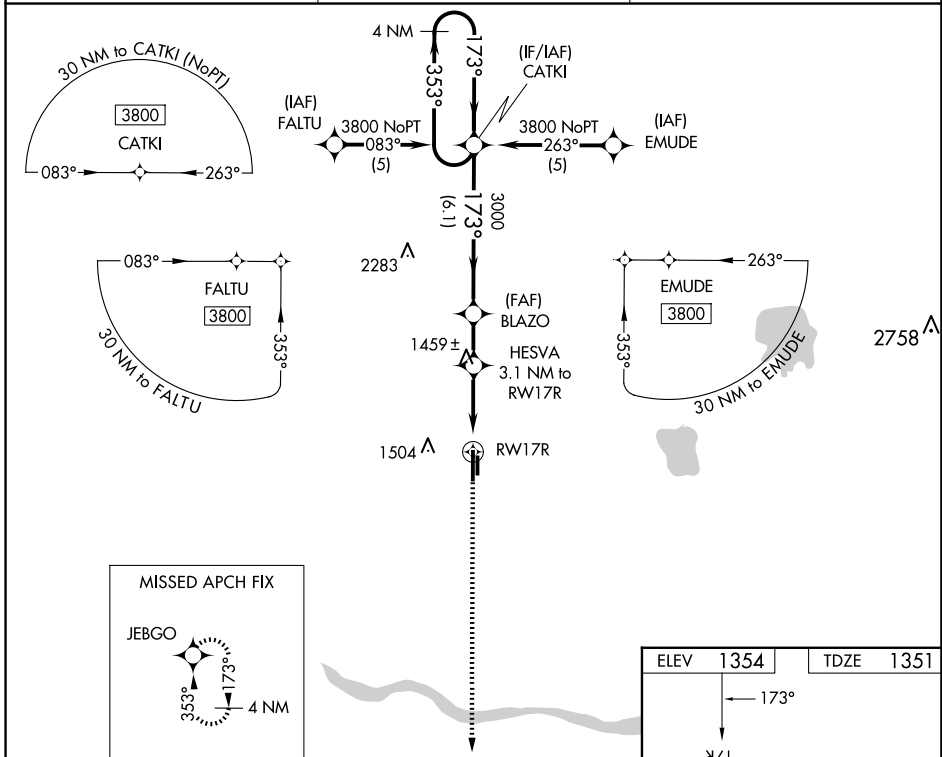 30 NM to CATKI (NoPT)
3800
CATKI
083°
263°
4 NM
353°
173°
(IF/IAF)
CATKI
(IAF)
FALTU
3800 NoPT
083°
(5)
3800 NoPT
263°
(5)
(IAF)
EMUDE
3000
173°
(6.1)
083°
FALTU
3800
353°
30 NM to FALTU
2283
(FAF)
BLAZO
1459 ±
HESVA
3.1 NM to
RW17R
263°
EMUDE
3800
353°
30 NM to EMUDE
2758
1504
RW17R
MISSED APCH FIX
JEBGO
353°
173°
4 NM
ELEV 1354
TDZE 1351
173°